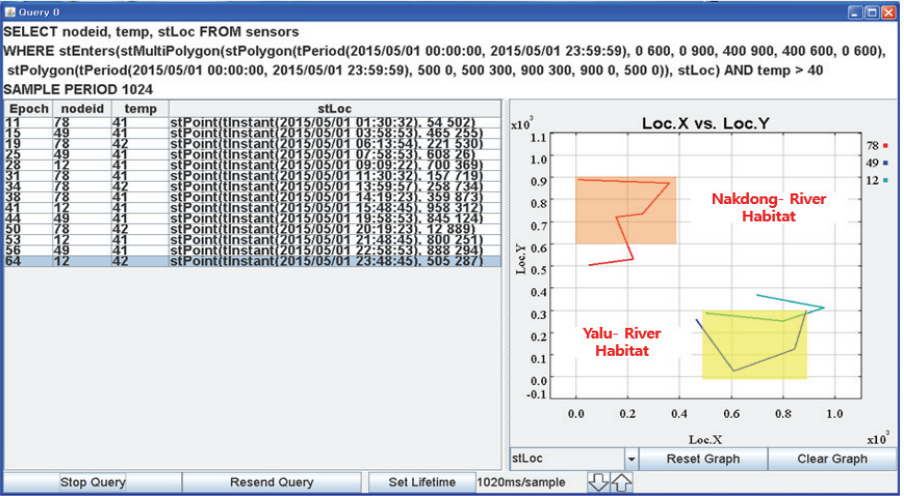 Query 0
SELECT nodeid, temp, stLoc FROM sensors
WHERE stEnters(stMultiPolygon(stPolygon(tPeriod(2015/05/01 00:00:00, 2015/05/01 23:59:59), 0 600, 0 900, 400 900, 400 600, 0 600),
stPolygon(tPeriod(2015/05/01 00:00:00, 2015/05/01 23:59:59), 500 0, 500 300, 900 300, 900 0, 500 0)), stLoc) AND temp > 40
SAMPLE PERIOD 1024
Epoch nodeid temp stLoc
11 78 41 stPoint(tInstant(2015/05/01 01:30:32), 54 502)
15 49 41 stPoint(tInstant(2015/05/01 03:58:53), 465 255)
19 78 42 stPoint(tInstant(2015/05/01 06:13:54), 221 530)
25 49 41 stPoint(tInstant(2015/05/01 07:58:53), 608 26)
28 12 41 stPoint(tInstant(2015/05/01 09:09:22), 700 369)
31 78 41 stPoint(tInstant(2015/05/01 11:30:32), 157 719)
34 78 42 stPoint(tInstant(2015/05/01 13:59:57), 258 734)
38 78 41 stPoint(tInstant(2015/05/01 14:19:23), 359 873)
41 12 41 stPoint(tInstant(2015/05/01 15:48:45), 958 312)
44 49 41 stPoint(tInstant(2015/05/01 19:58:53), 845 124)
50 78 42 stPoint(tInstant(2015/05/01 20:19:23), 12 889)
53 12 41 stPoint(tInstant(2015/05/01 21:48:45), 800 251)
56 49 41 stPoint(tInstant(2015/05/01 22:58:53), 888 294)
64 12 42 stPoint(tInstant(2015/05/01 23:48:45), 505 287)
Loc.X vs. Loc.Y
x10³
1.1
1.0
0.9
0.8
0.7
0.6
0.5
0.4
0.3
0.2
0.1
0.0
-0.1
Loc.Y
78
49
12
Nakdong- River
Habitat
Yalu- River
Habitat
0.0 0.2 0.4 0.6 0.8 1.0
Loc.X
x10³
stLoc
Reset Graph
Clear Graph
Stop Query
Resend Query
Set Lifetime
1020ms/sample